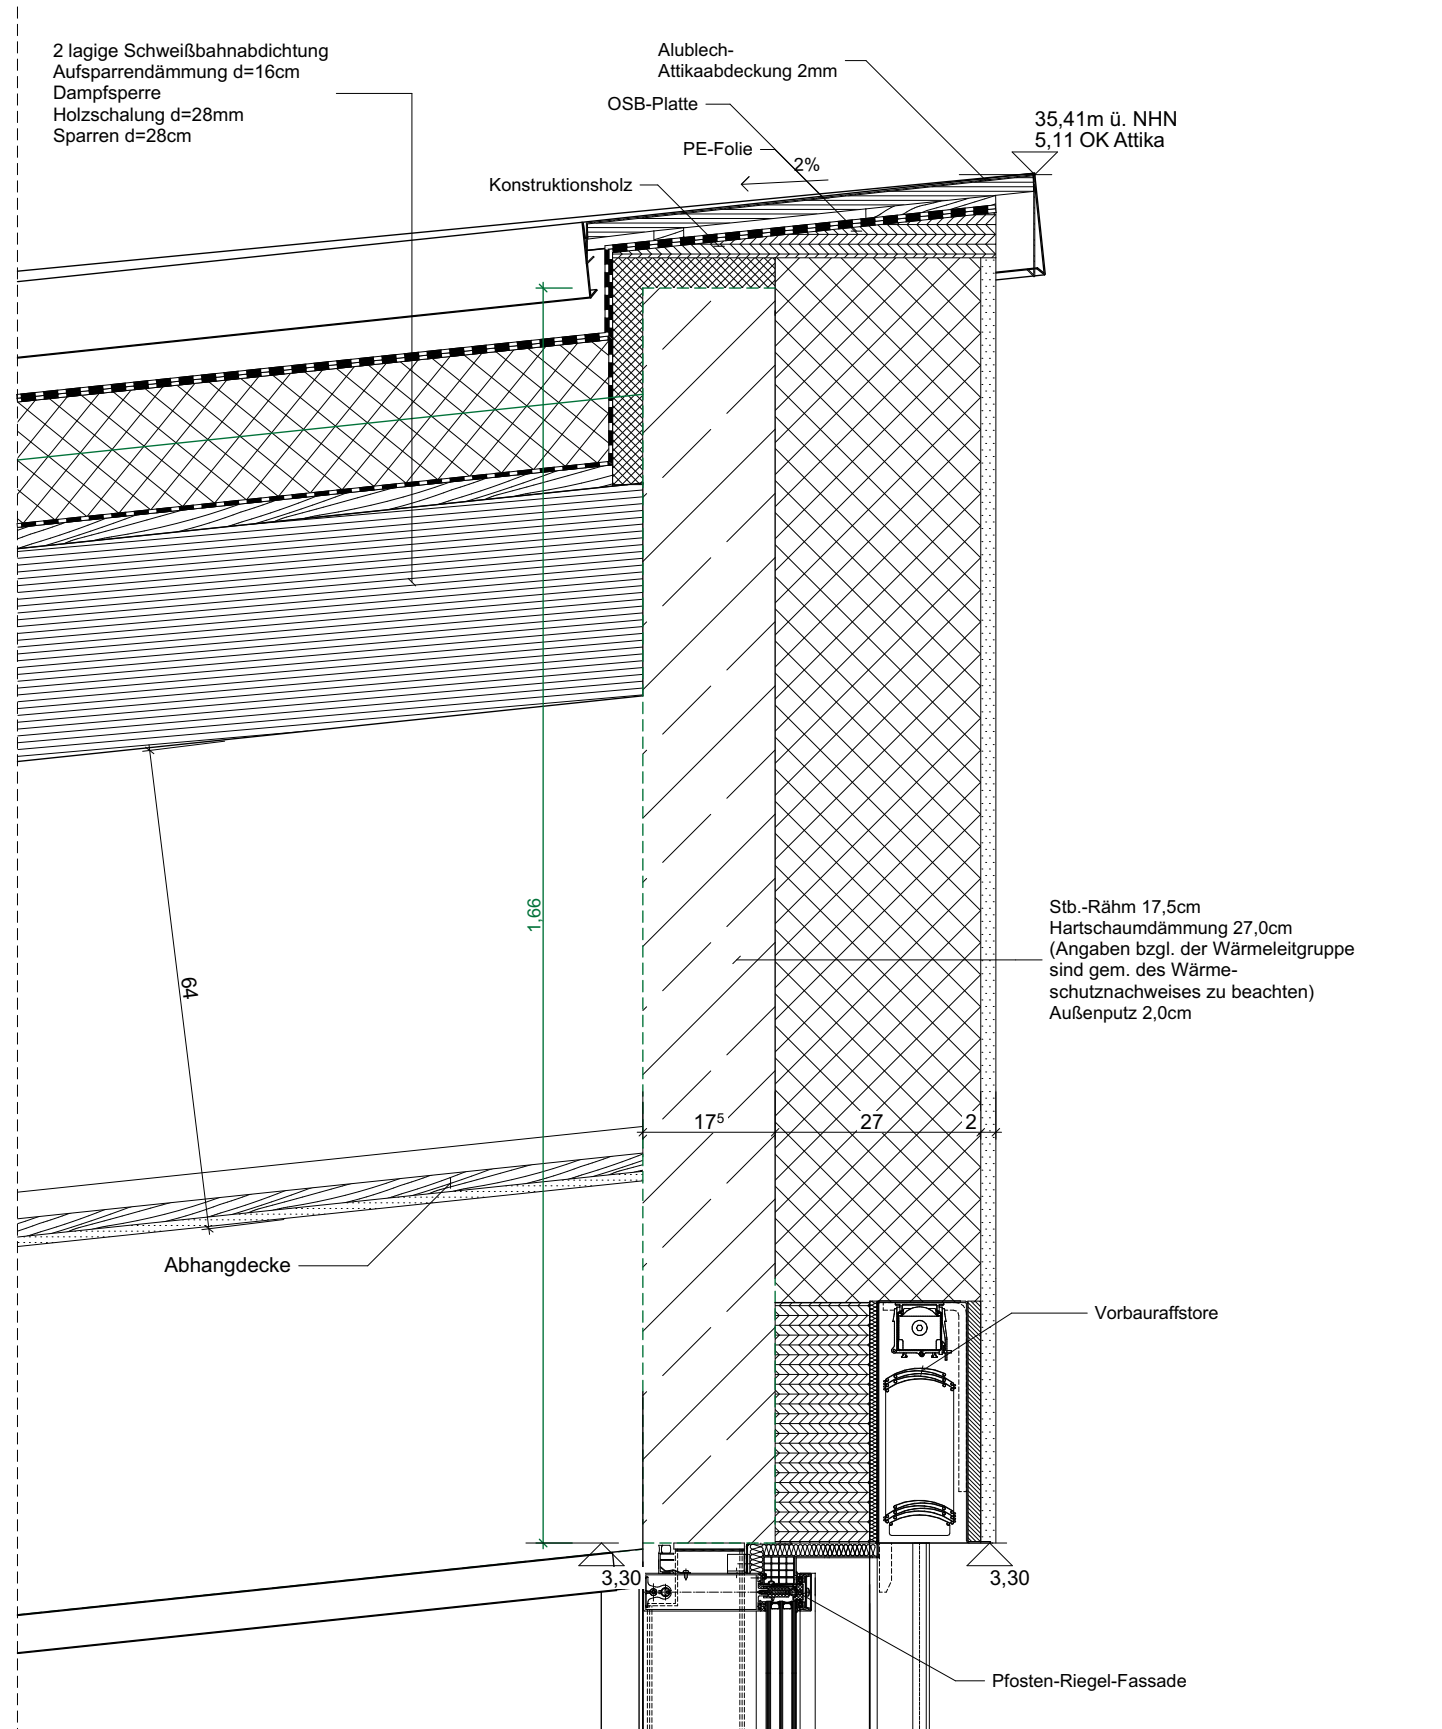 2 lagige Schweißbahnabdichtung
Aufsparrendämmung d=16cm
Dampfsperre
Holzschalung d=28mm
Sparren d=28cm
Alublech-
Attikaabdeckung 2mm
OSB-Platte
PE-Folie
Konstruktionsholz
2%
35,41m ü. NHN
5,11 OK Attika
1,66
64
Stb.-Rähm 17,5cm
Hartschaumdämmung 27,0cm
(Angaben bzgl. der Wärmeleitgruppe
sind gem. des Wärme-
schutznachweises zu beachten)
Außenputz 2,0cm
17⁵ 27 2
Abhangdecke
Vorbauraffstore
3,30 3,30
Pfosten-Riegel-Fassade